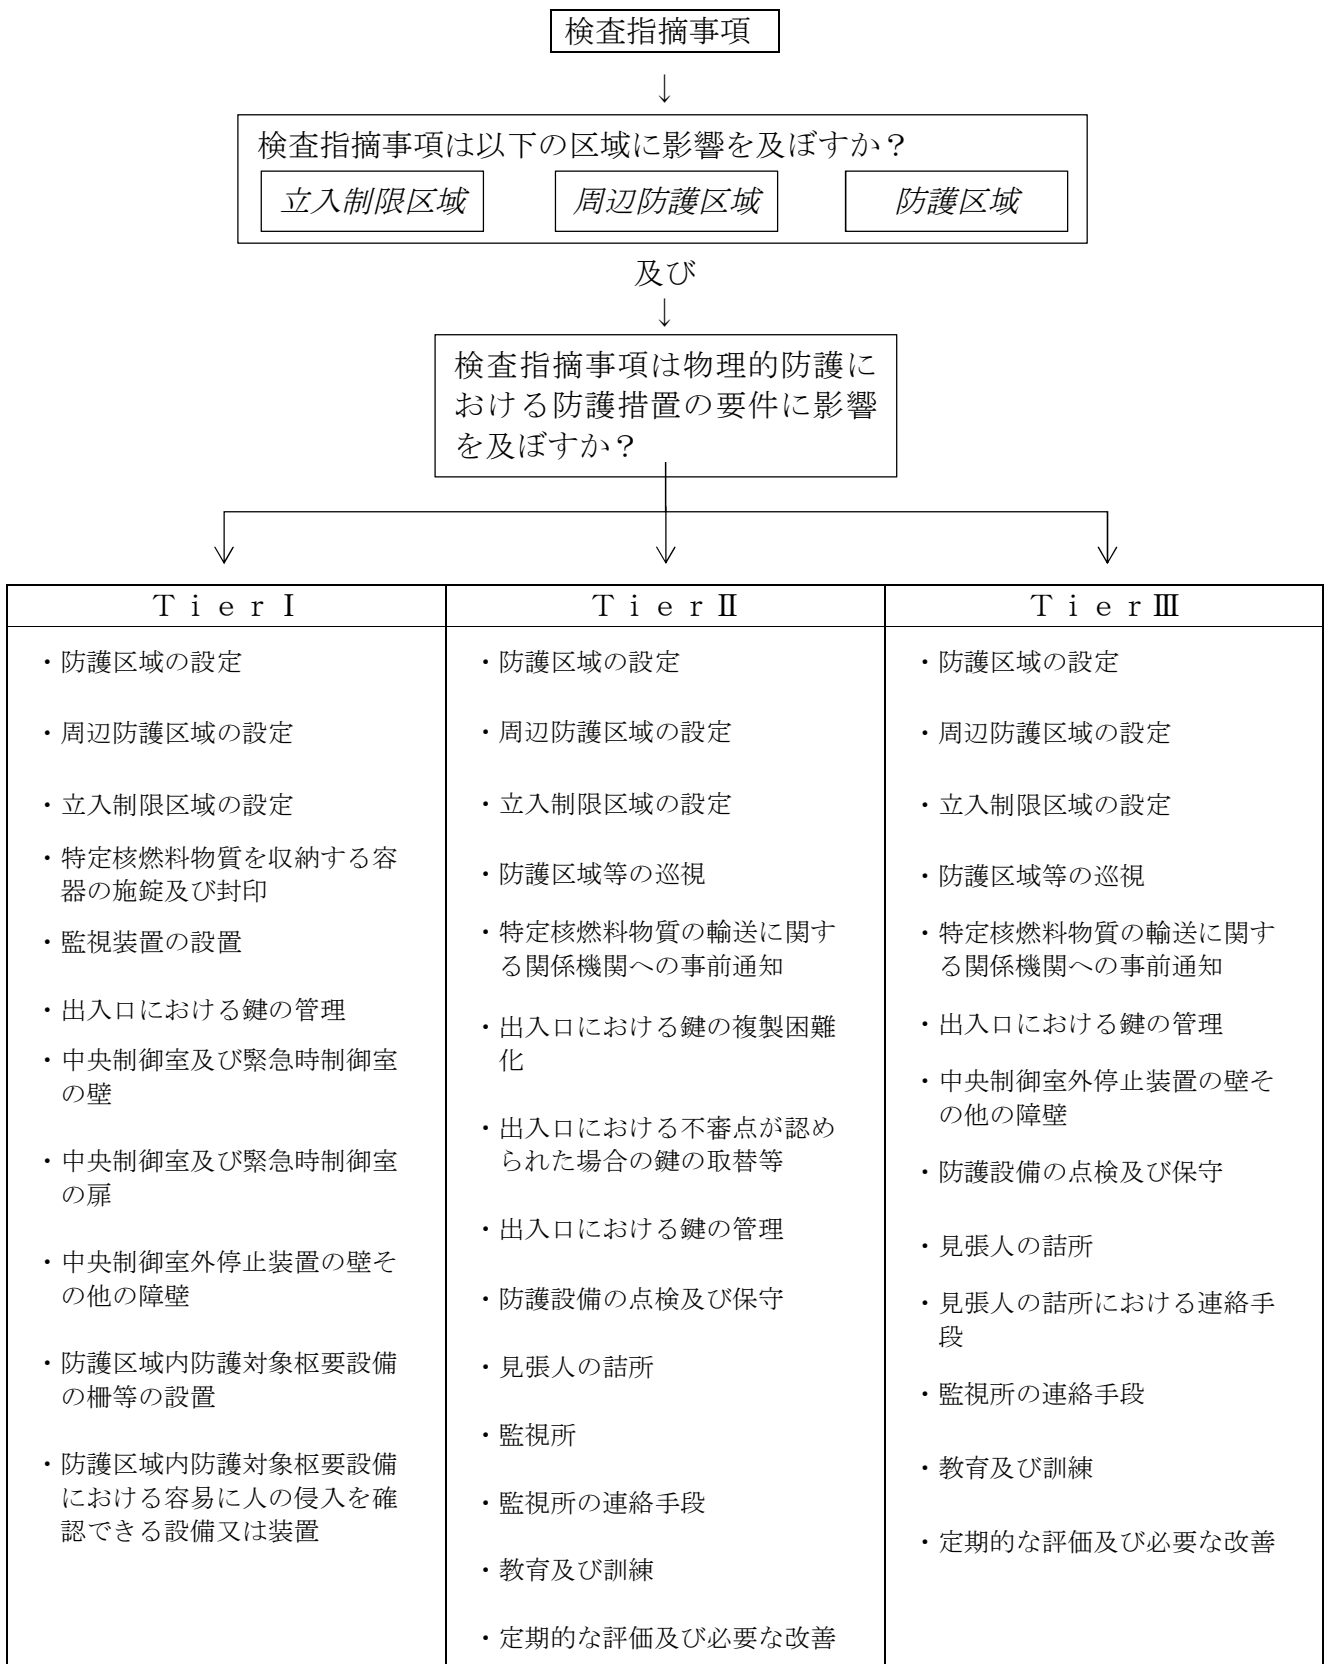 検査指摘事項
↓
検査指摘事項は以下の区域に影響を及ぼすか？
立入制限区域 周辺防護区域 防護区域
及び
↓
検査指摘事項は物理的防護に
おける防護措置の要件に影響
を及ぼすか？
ＴｉｅｒⅠ
・防護区域の設定
・周辺防護区域の設定
・立入制限区域の設定
・特定核燃料物質を収納する容
器の施錠及び封印
・監視装置の設置
・出入口における鍵の管理
・中央制御室及び緊急時制御室
の壁
・中央制御室及び緊急時制御室
の扉
・中央制御室外停止装置の壁そ
の他の障壁
・防護区域内防護対象枢要設備
の柵等の設置
・防護区域内防護対象枢要設備
における容易に人の侵入を確
認できる設備又は装置
ＴｉｅｒⅡ
・防護区域の設定
・周辺防護区域の設定
・立入制限区域の設定
・防護区域等の巡視
・特定核燃料物質の輸送に関す
る関係機関への事前通知
・出入口における鍵の複製困難
化
・出入口における不審点が認め
られた場合の鍵の取替等
・出入口における鍵の管理
・防護設備の点検及び保守
・見張人の詰所
・監視所
・監視所の連絡手段
・教育及び訓練
・定期的な評価及び必要な改善
ＴｉｅｒⅢ
・防護区域の設定
・周辺防護区域の設定
・立入制限区域の設定
・防護区域等の巡視
・特定核燃料物質の輸送に関す
る関係機関への事前通知
・出入口における鍵の管理
・中央制御室外停止装置の壁そ
の他の障壁
・防護設備の点検及び保守
・見張人の詰所
・見張人の詰所における連絡手
段
・監視所の連絡手段
・教育及び訓練
・定期的な評価及び必要な改善